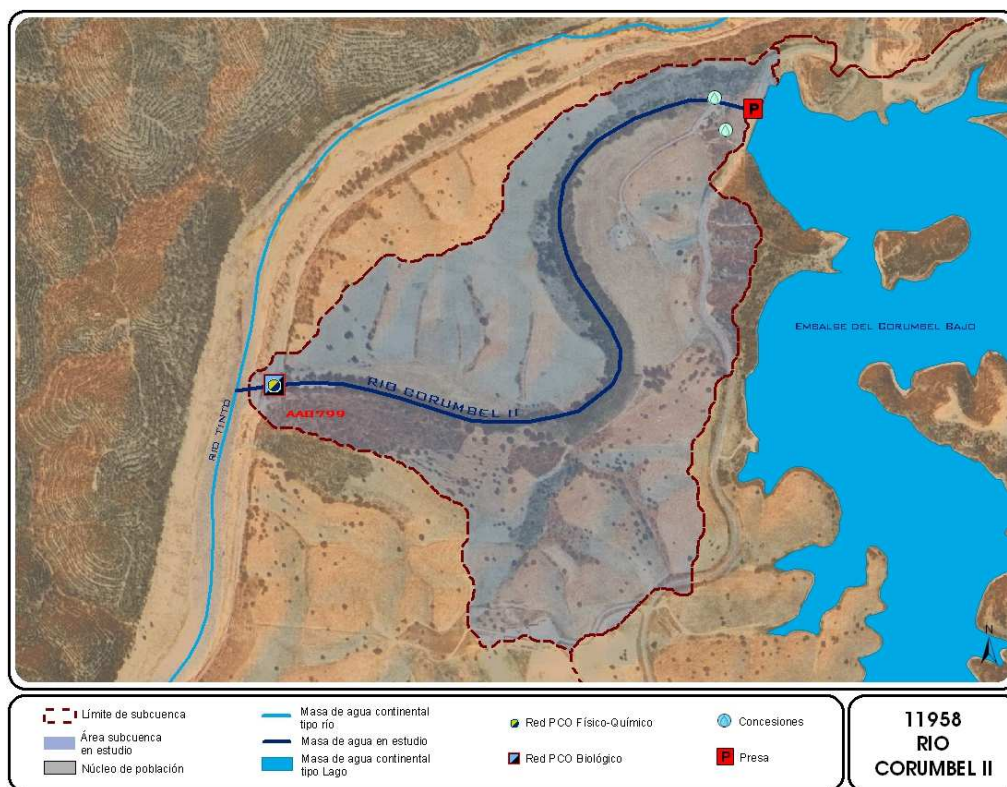 P
EMBALSE DEL CORUMBEL BAJO
RIO CORUMBEL II
AA0799
RIO TINTO
N
Límite de subcuenca
Área subcuenca
en estudio
Núcleo de población
Masa de agua continental
tipo río
Masa de agua en estudio
Masa de agua continental
tipo Lago
Red PCO Físico-Químico
Red PCO Biológico
Concesiones
P Presa
11958
RIO
CORUMBEL II